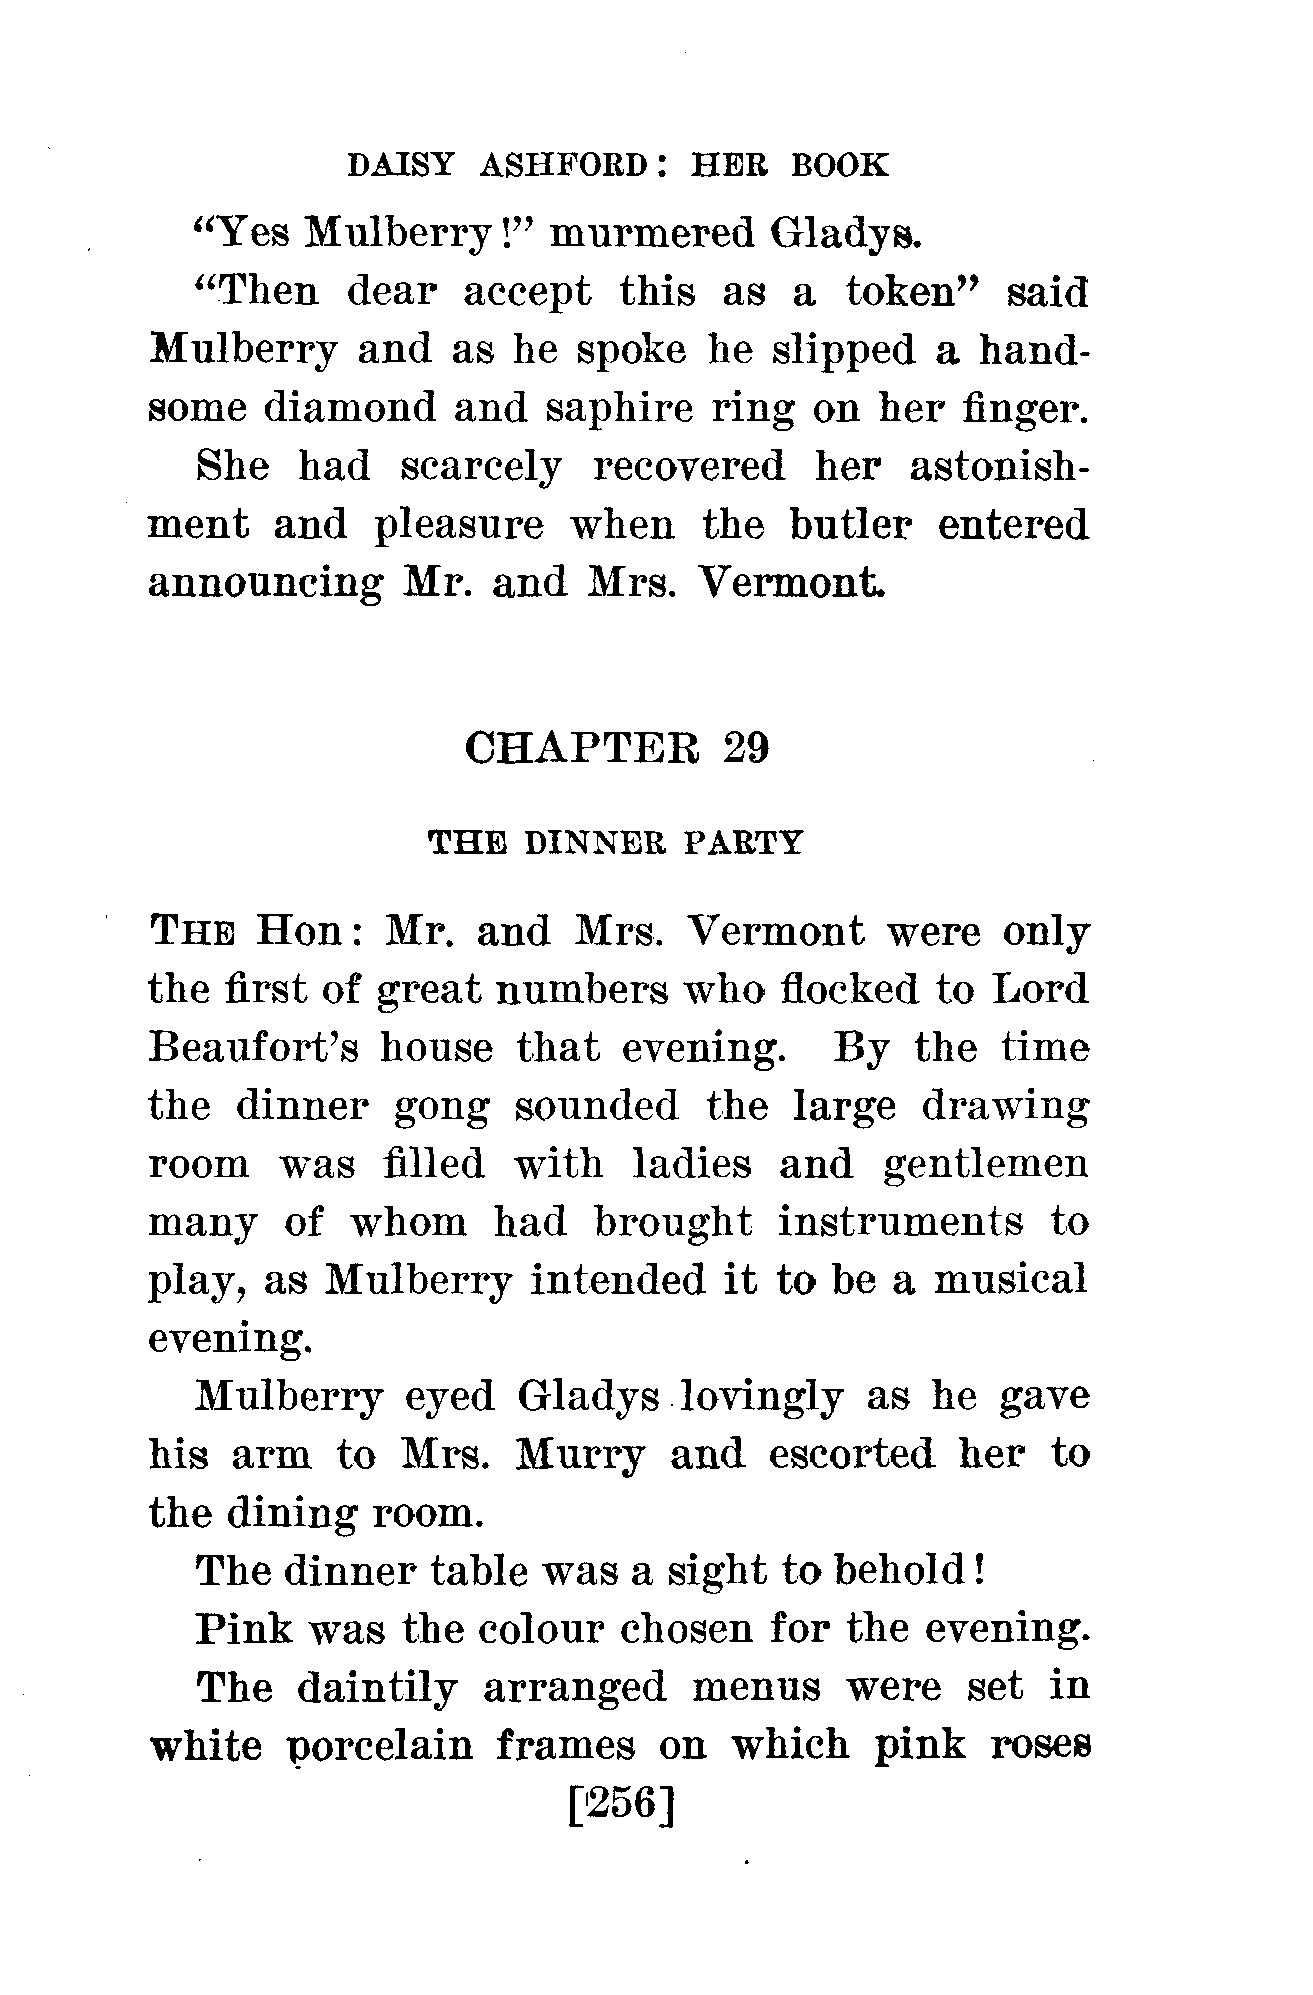 DAISY ASHFORD: HER BOOK
"Yes Mulberry!" murmered Gladys.
"Then dear accept this as a token" said
Mulberry and as he spoke he slipped a hand-
some diamond and saphire ring on her finger.
She had scarcely recovered her astonish-
ment and pleasure when the butler entered
announcing Mr. and Mrs. Vermont.
CHAPTER 29
THE DINNER PARTY
THE Hon: Mr. and Mrs. Vermont were only
the first of great numbers who flocked to Lord
Beaufort's house that evening. By the time
the dinner gong sounded the large drawing
room was filled with ladies and gentlemen
many of whom had brought instruments to
play, as Mulberry intended it to be a musical
evening.
Mulberry eyed Gladys lovingly as he gave
his arm to Mrs. Murry and escorted her to
the dining room.
The dinner table was a sight to behold!
Pink was the colour chosen for the evening.
The daintily arranged menus were set in
white porcelain frames on which pink roses
[256]